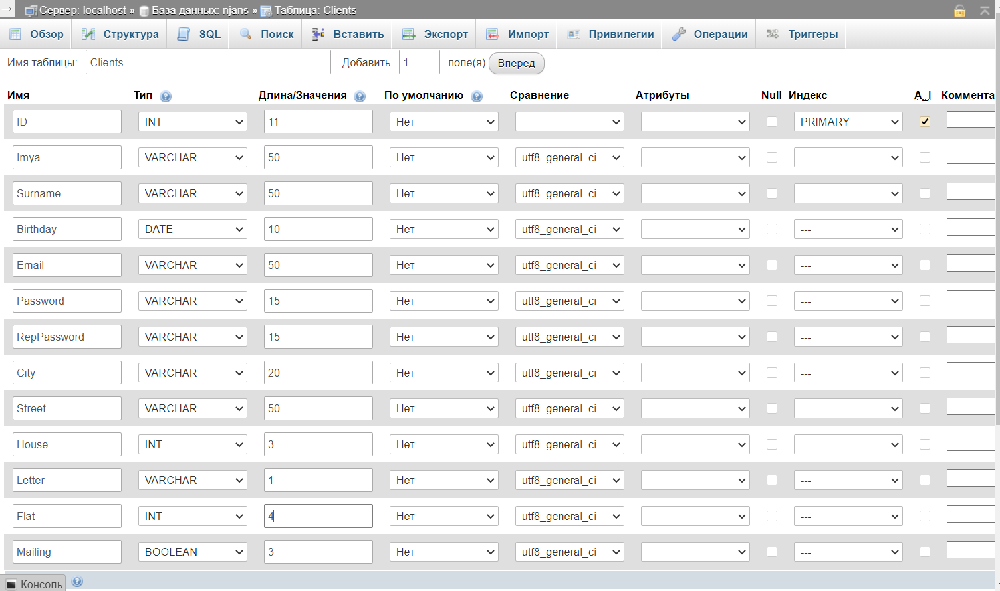 Сервер: localhost » База данных: njans » Таблица: Clients
Обзор Структура SQL Поиск Вставить Экспорт Импорт Привилегии Операции Триггеры
Имя таблицы: Clients Добавить 1 поле(я) Вперёд
Имя Тип Длина/Значения По умолчанию Сравнение Атрибуты Null Индекс A_I Коммента
ID INT 11 Нет PRIMARY
Imya VARCHAR 50 Нет utf8_general_ci ---
Surname VARCHAR 50 Нет utf8_general_ci ---
Birthday DATE 10 Нет utf8_general_ci ---
Email VARCHAR 50 Нет utf8_general_ci ---
Password VARCHAR 15 Нет utf8_general_ci ---
RepPassword VARCHAR 15 Нет utf8_general_ci ---
City VARCHAR 20 Нет utf8_general_ci ---
Street VARCHAR 50 Нет utf8_general_ci ---
House INT 3 Нет utf8_general_ci ---
Letter VARCHAR 1 Нет utf8_general_ci ---
Flat INT 4 Нет utf8_general_ci ---
Mailing BOOLEAN 3 Нет utf8_general_ci ---
Консоль